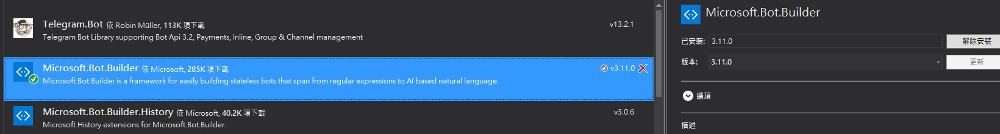 Telegram.Bot 依 Robin Müller, 113K 項下載
v13.2.1
Telegram Bot Library supporting Bot Api 3.2, Payments, Inline, Group & Channel management
Microsoft.Bot.Builder 依 Microsoft, 285K 項下載
v3.11.0
Microsoft.Bot.Builder is a framework for easily building stateless bots that span from regular expressions to AI based natural language.
Microsoft.Bot.Builder.History 依 Microsoft, 40.2K 項下載
v3.0.6
Microsoft History extensions for Microsoft.Bot.Builder.
Microsoft.Bot.Builder
已安裝: 3.11.0
解除安裝
版本: 3.11.0
更新
選項
描述